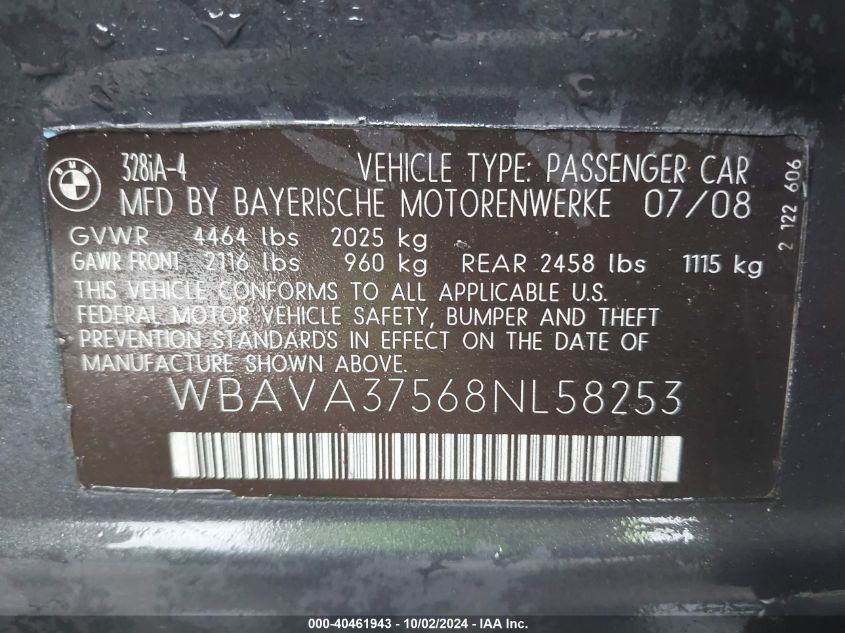 BMW
328iA-4 VEHICLE TYPE: PASSENGER CAR
MFD BY BAYERISCHE MOTORENWERKE 07/08
GVWR 4464 lbs 2025 kg
GAWR FRONT 2116 lbs 960 kg REAR 2458 lbs 1115 kg
THIS VEHICLE CONFORMS TO ALL APPLICABLE U.S.
FEDERAL MOTOR VEHICLE SAFETY, BUMPER AND THEFT
PREVENTION STANDARDS IN EFFECT ON THE DATE OF
MANUFACTURE SHOWN ABOVE.
WBAVA37568NL58253
2 122 606
000-40461943 - 10/02/2024 - IAA Inc.